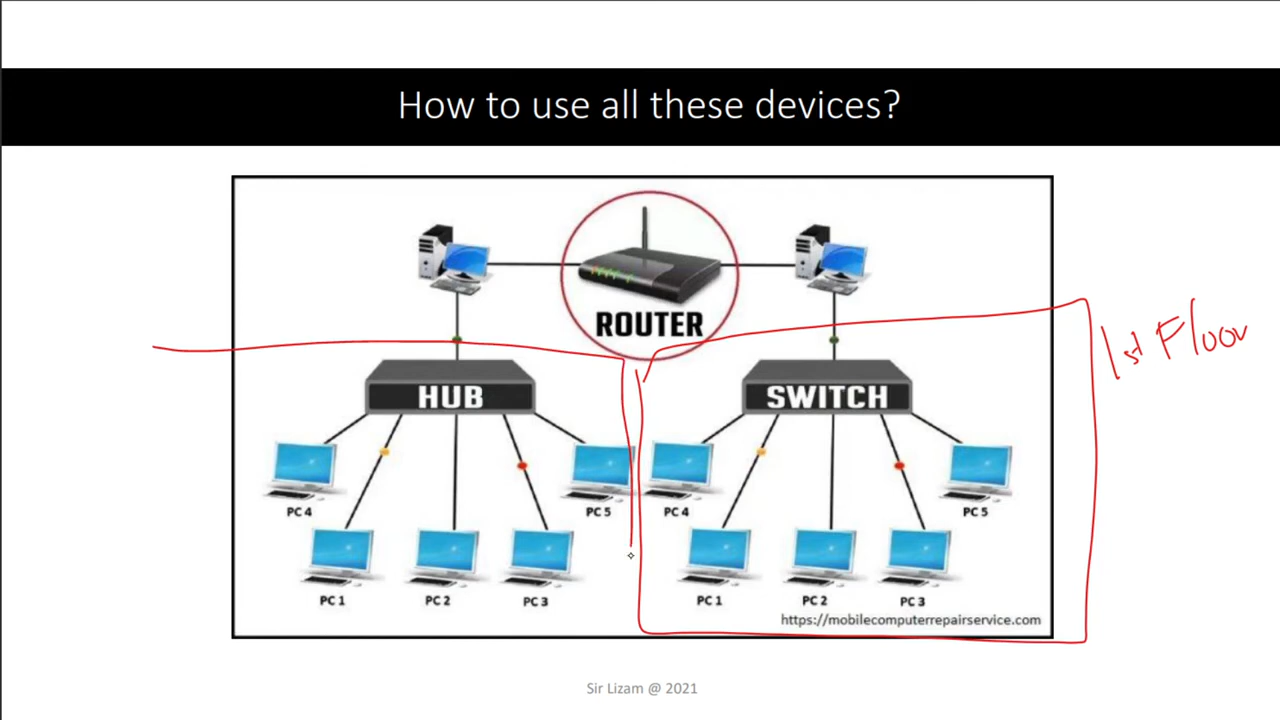 How to use all these devices?
ROUTER
1st Floor
HUB
SWITCH
PC 4
PC 5
PC 4
PC 5
PC 1
PC 2
PC 3
PC 1
PC 2
PC 3
https://mobilecomputerrepairservice.com
Sir Lizam @ 2021